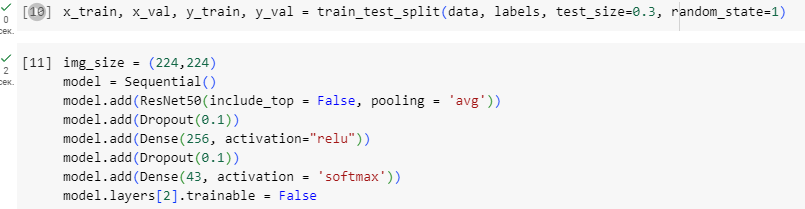 [10] x_train, x_val, y_train, y_val = train_test_split(data, labels, test_size=0.3, random_state=1)
0
сек.
[11] img_size = (224,224)
2
сек.
model = Sequential()
model.add(ResNet50(include_top = False, pooling = 'avg'))
model.add(Dropout(0.1))
model.add(Dense(256, activation="relu"))
model.add(Dropout(0.1))
model.add(Dense(43, activation = 'softmax'))
model.layers[2].trainable = False